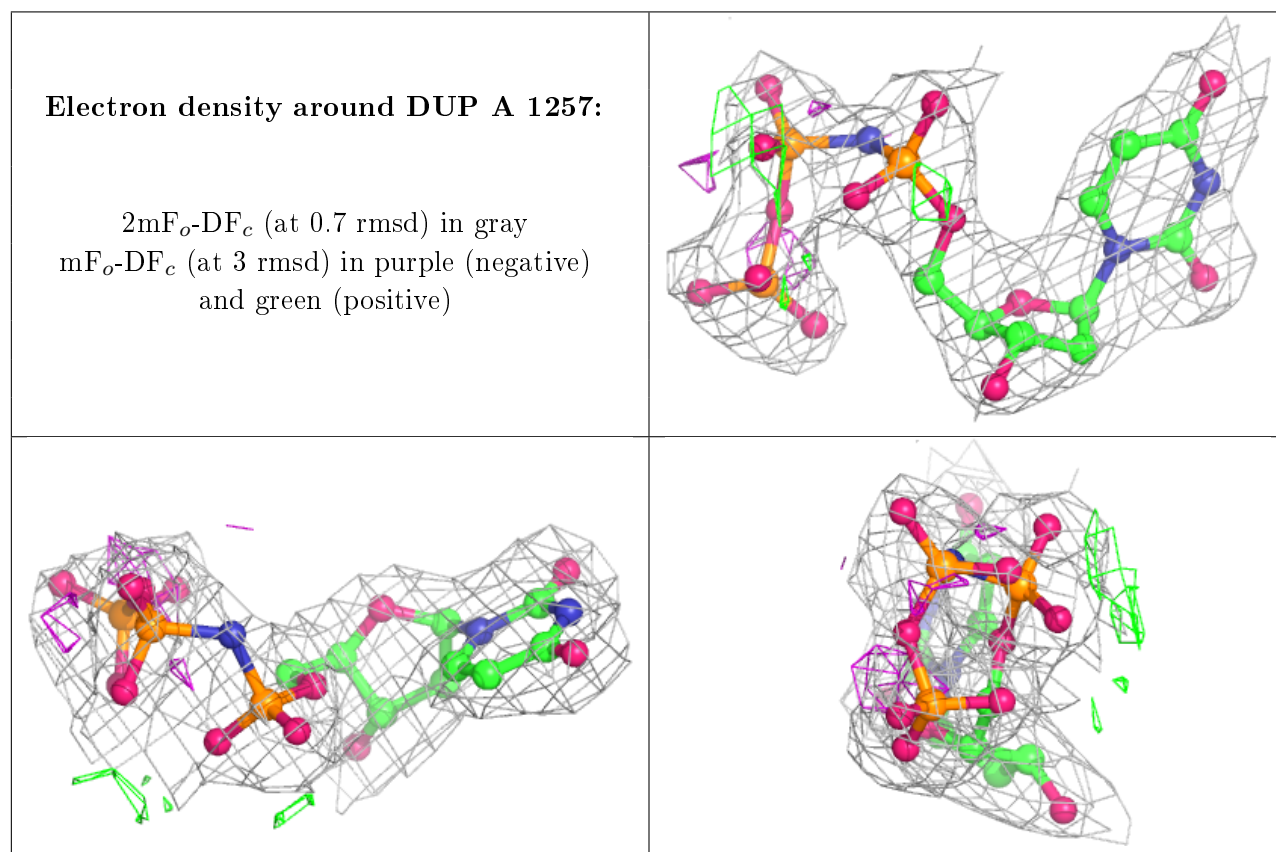 Electron density around DUP A 1257:
2mFₒ-DF𝒸 (at 0.7 rmsd) in gray
mFₒ-DF𝒸 (at 3 rmsd) in purple (negative)
and green (positive)